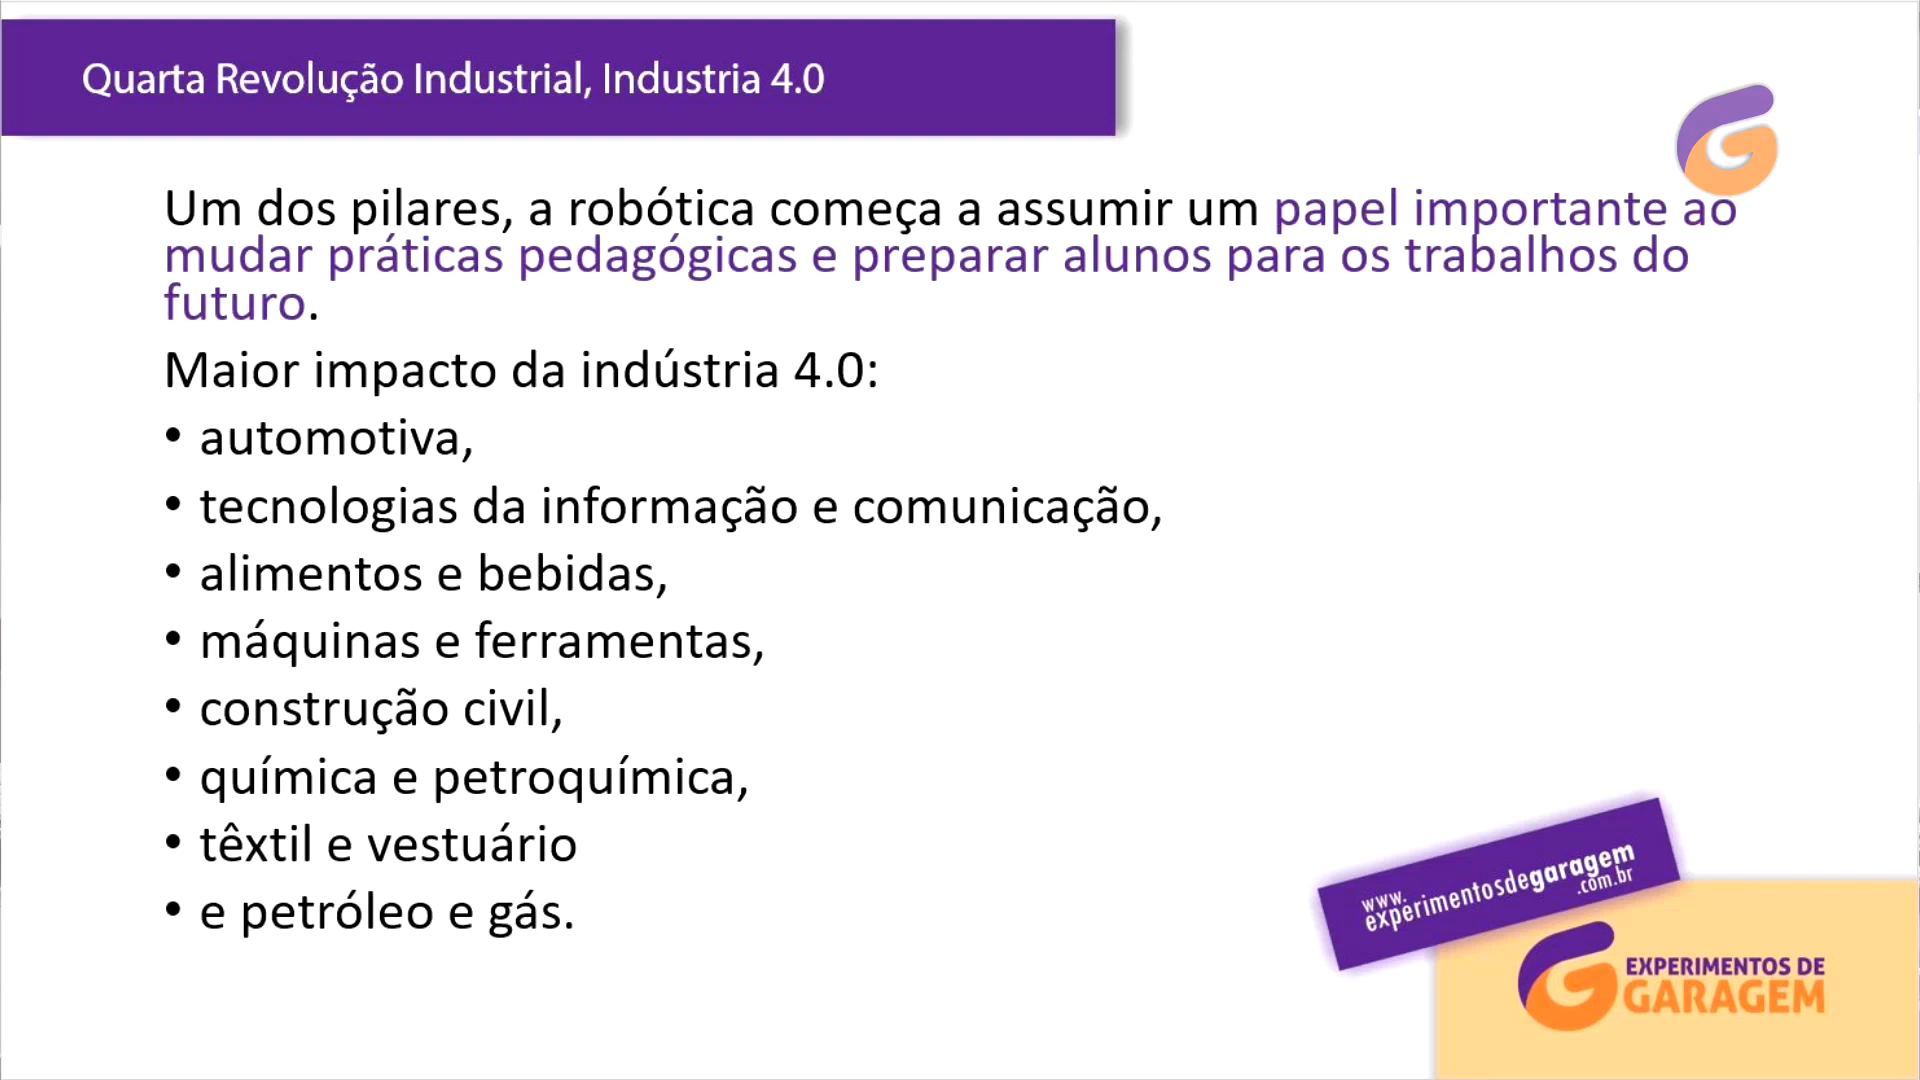 Quarta Revolução Industrial, Industria 4.0
Um dos pilares, a robótica começa a assumir um papel importante ao
mudar práticas pedagógicas e preparar alunos para os trabalhos do
futuro.
Maior impacto da indústria 4.0:
• automotiva,
• tecnologias da informação e comunicação,
• alimentos e bebidas,
• máquinas e ferramentas,
• construção civil,
• química e petroquímica,
• têxtil e vestuário
• e petróleo e gás.
www.
experimentosdegaragem
.com.br
EXPERIMENTOS DE
GARAGEM